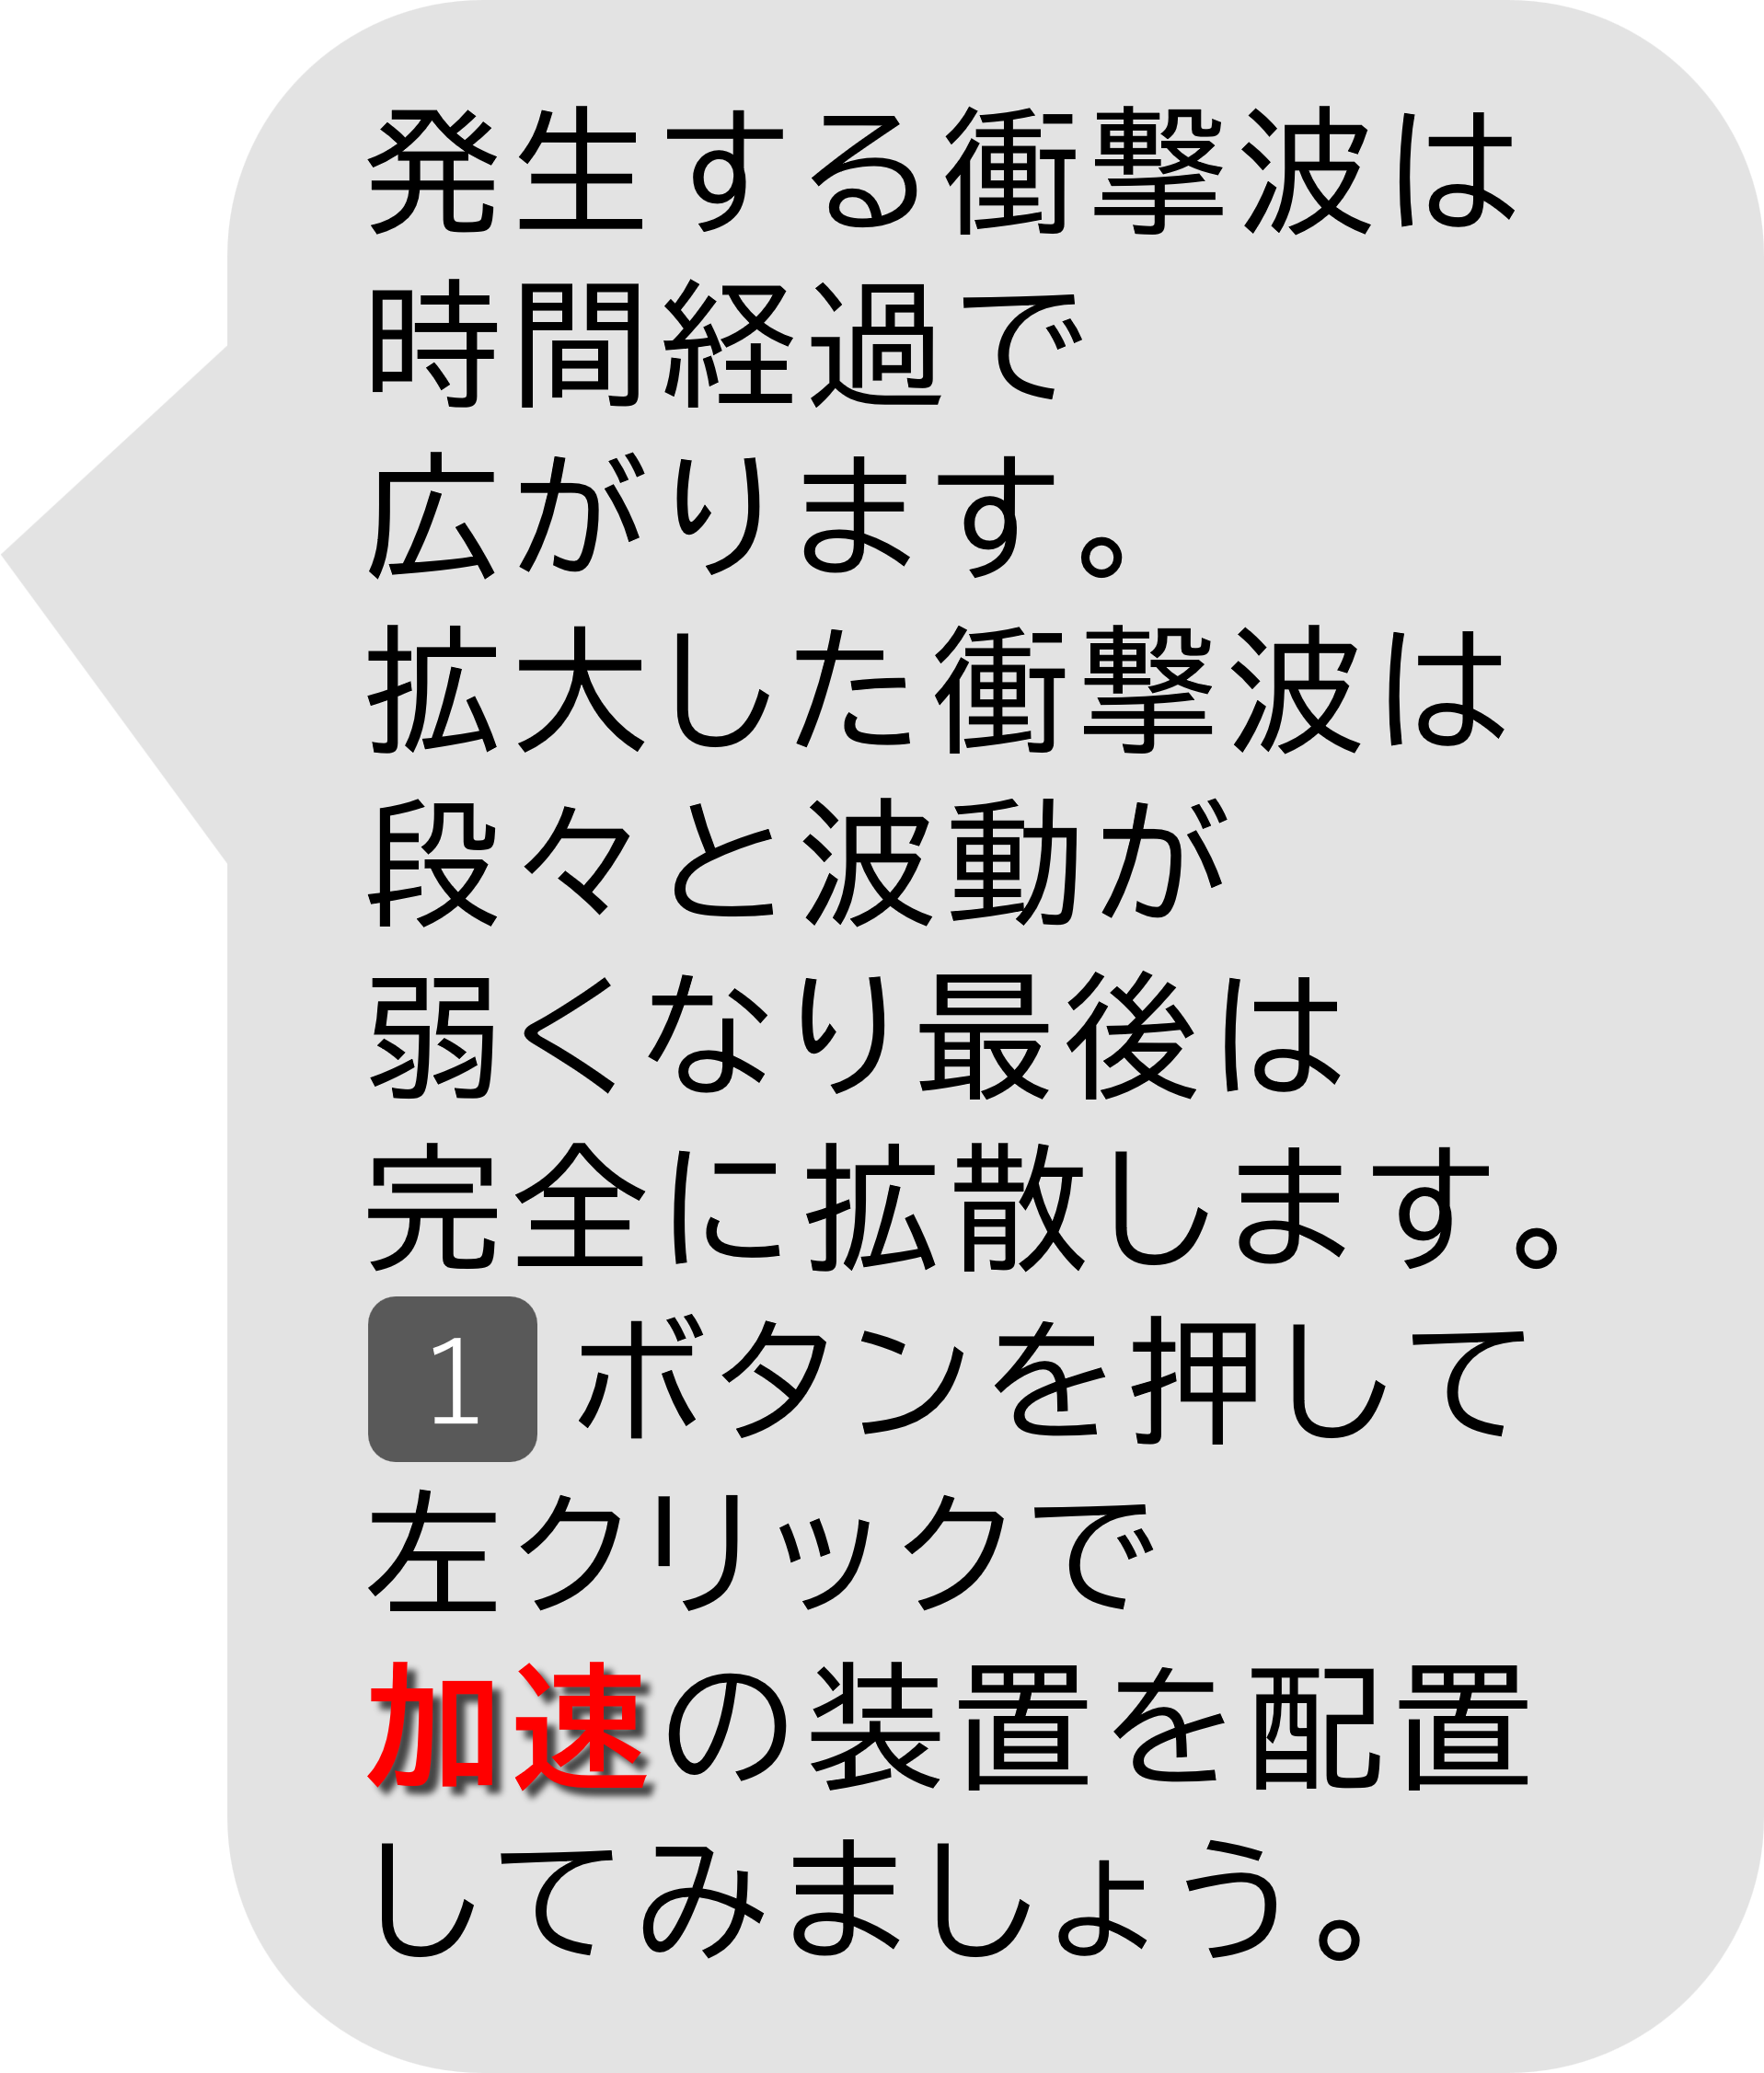 発生する衝撃波は
時間経過で
広がります。
拡大した衝撃波は
段々と波動が
弱くなり最後は
完全に拡散します。
1 ボタンを押して
左クリックで
加速の装置を配置
してみましょう。